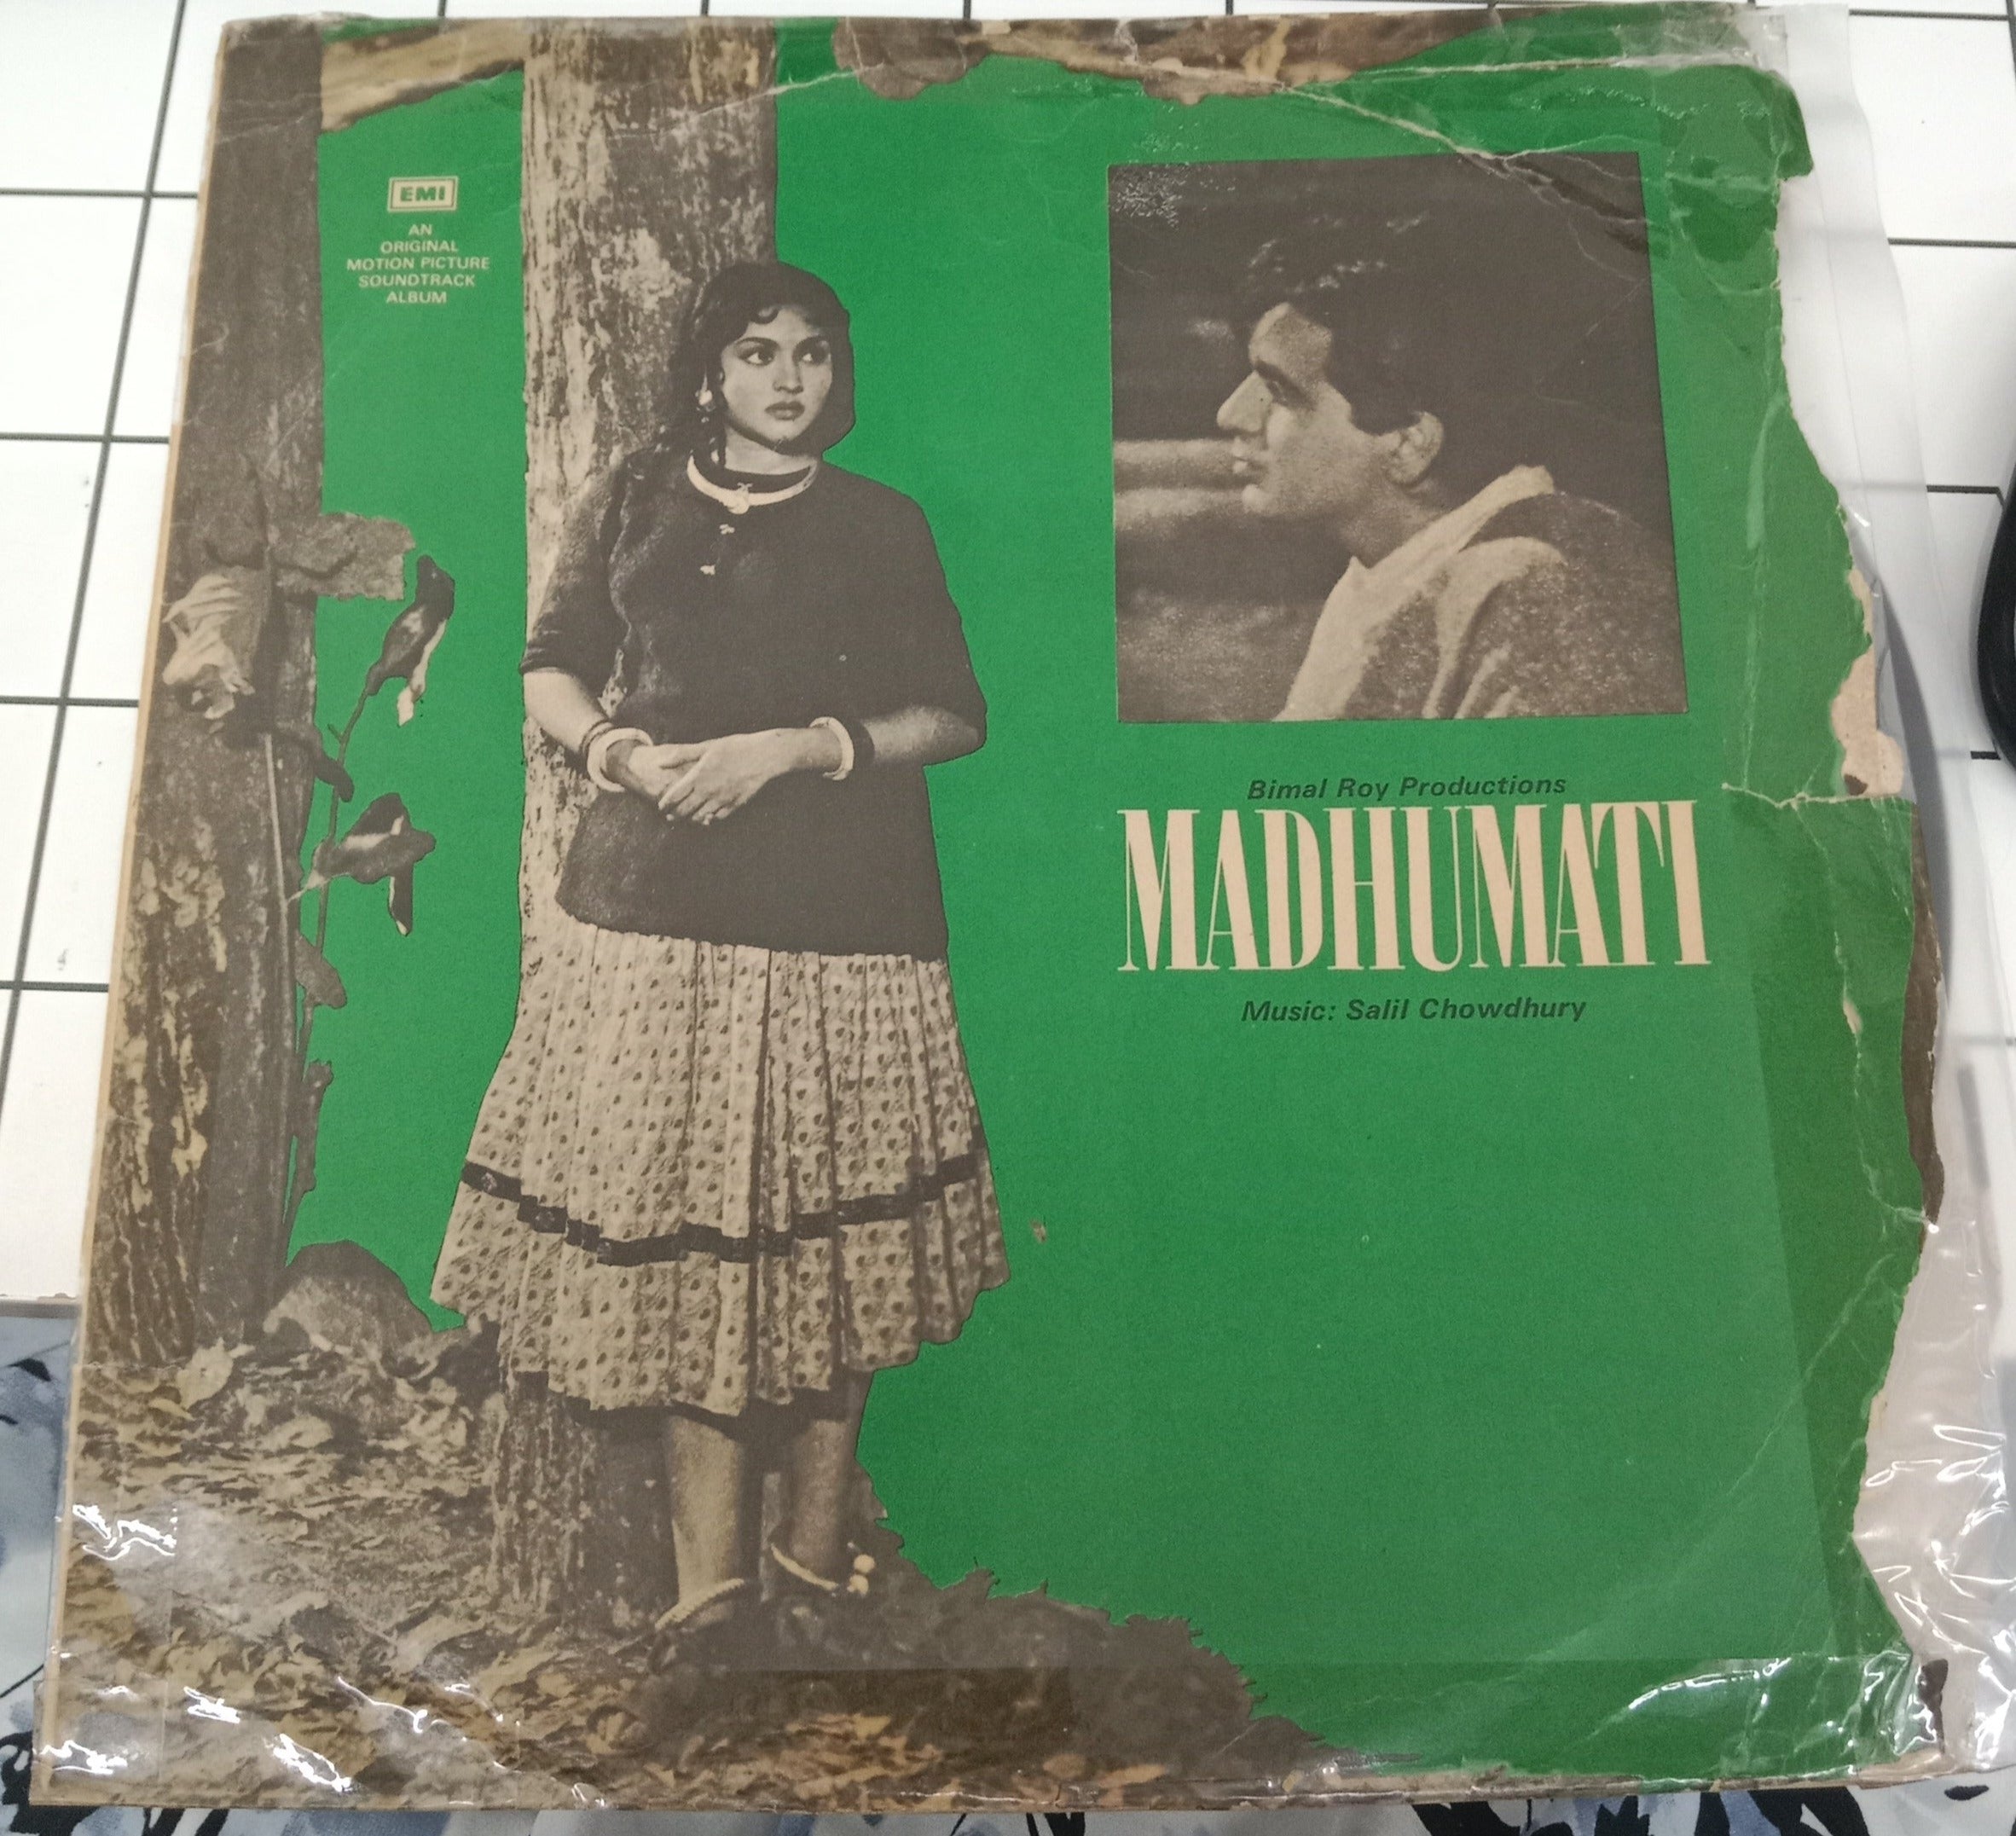 EMI
AN
ORIGINAL
MOTION PICTURE
SOUNDTRACK
ALBUM
Bimal Roy Productions
MADHUMATI
Music: Salil Chowdhury